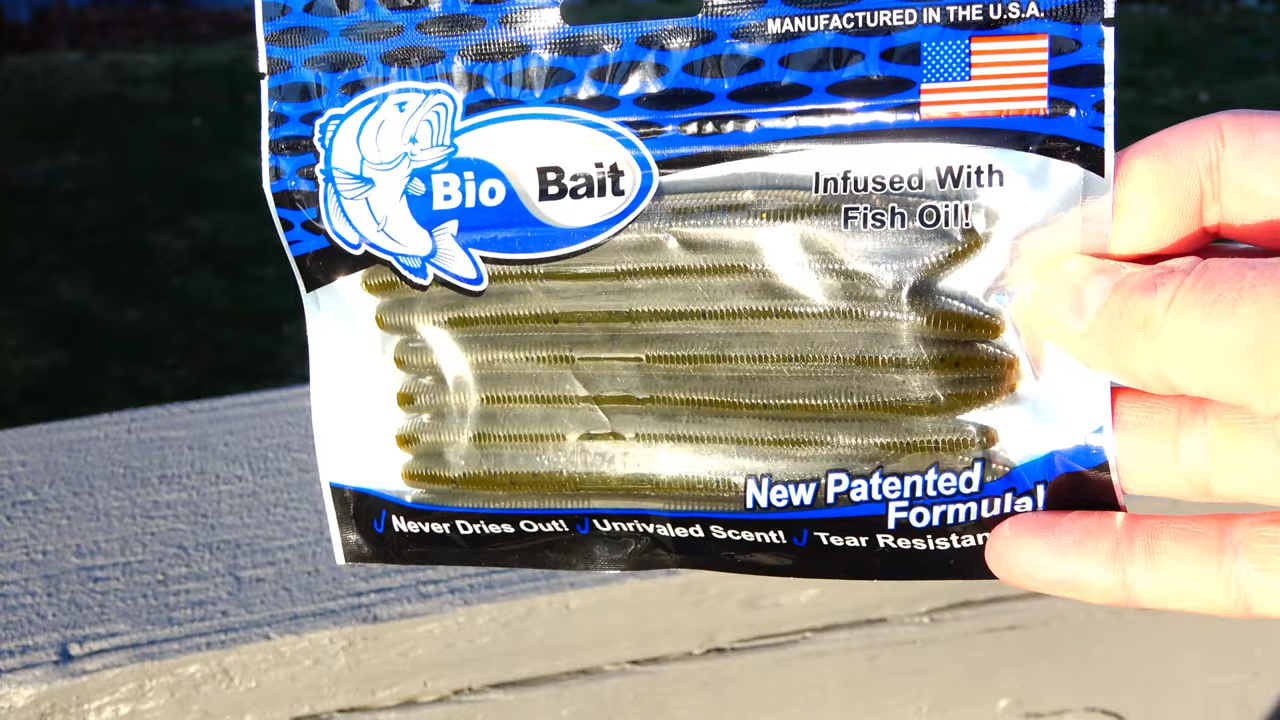 MANUFACTURED IN THE U.S.A.
Bio Bait
Infused With
Fish Oil!
New Patented
Formula!
Never Dries Out! Unrivaled Scent! Tear Resistan